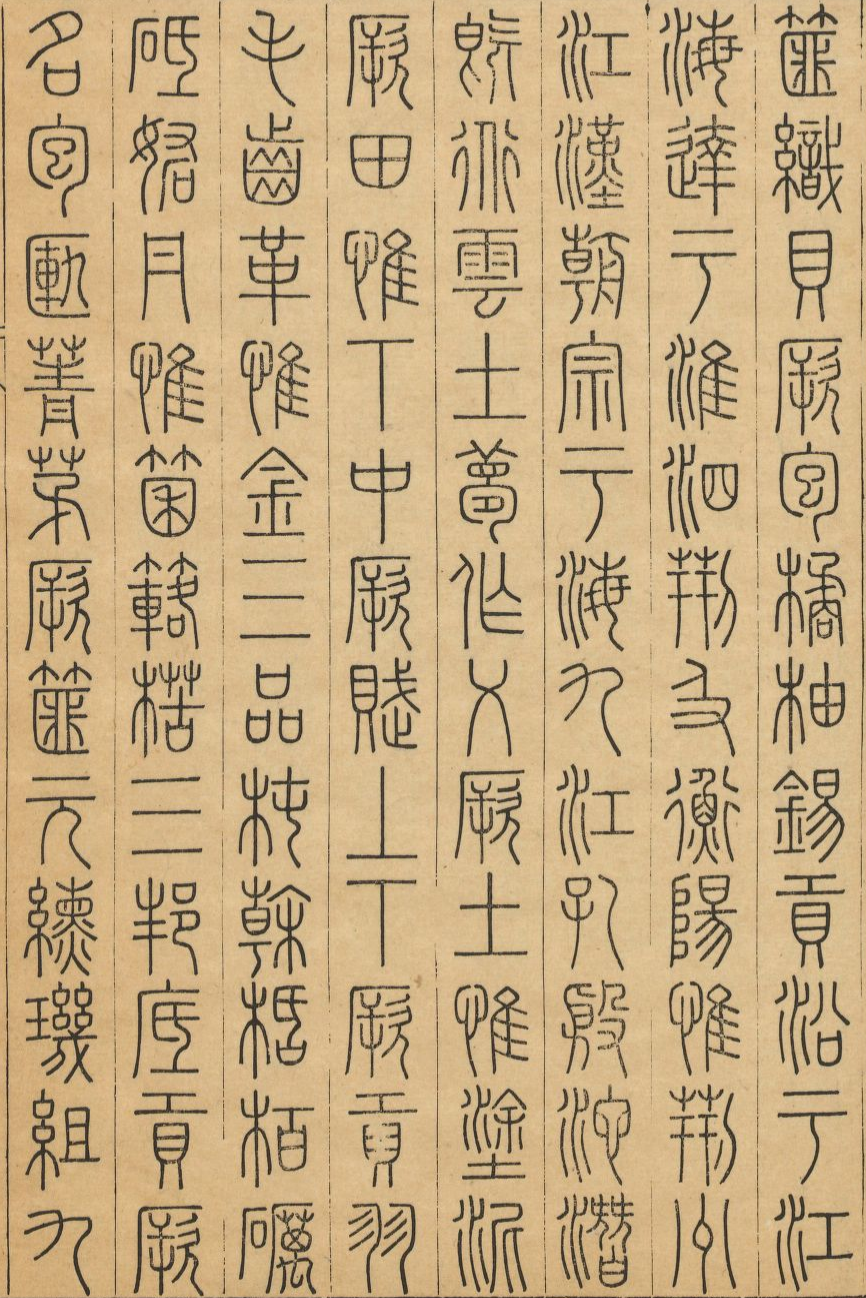 篚織貝厥包橘柚錫貢沿于江
海達于淮泗荊及衡陽惟荊州
江漢朝宗于海九江孔殷沱潛
既道雲土夢作乂厥土惟塗泥
厥田惟下中厥賦上下厥貢羽
毛齒革惟金三品杶榦栝柏礪
砥砮丹惟箘簵楛三邦底貢厥
名包匭菁茅厥篚玄纁璣組九